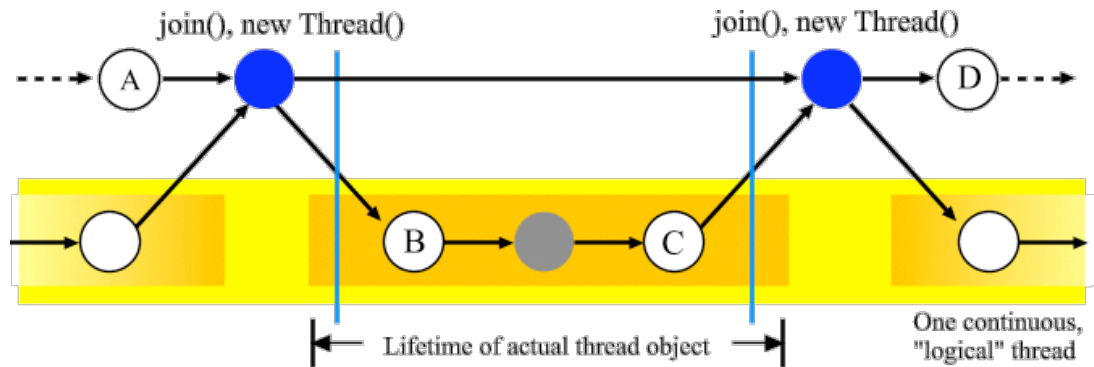 join(), new Thread()
join(), new Thread()
A
D
B
C
Lifetime of actual thread object
One continuous,
"logical" thread